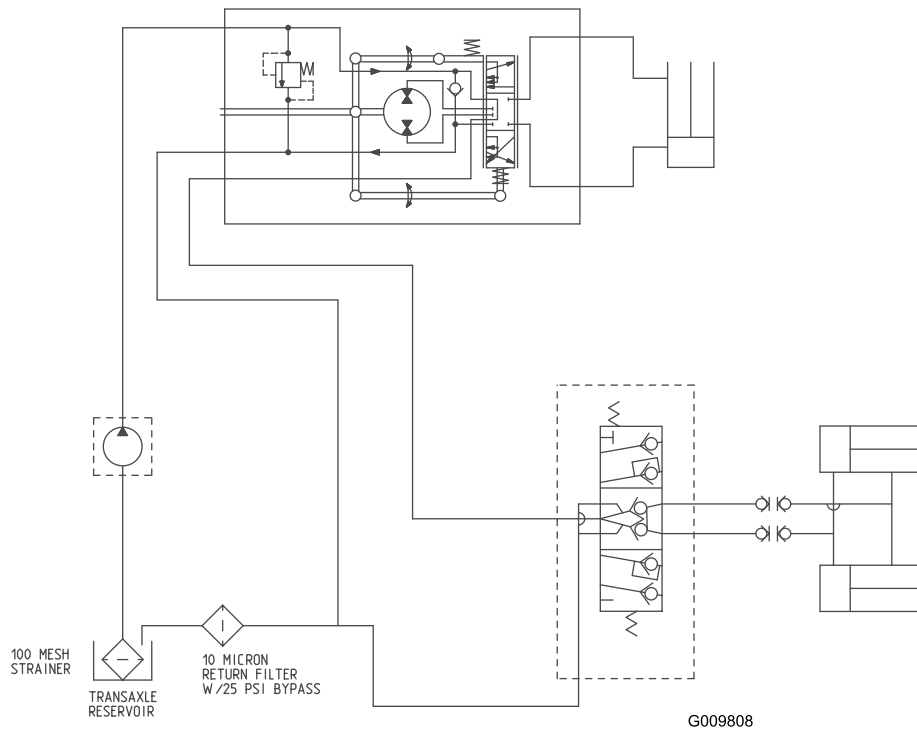 100 MESH
STRAINER
TRANSAXLE
RESERVOIR
10 MICRON
RETURN FILTER
W/25 PSI BYPASS
G009808